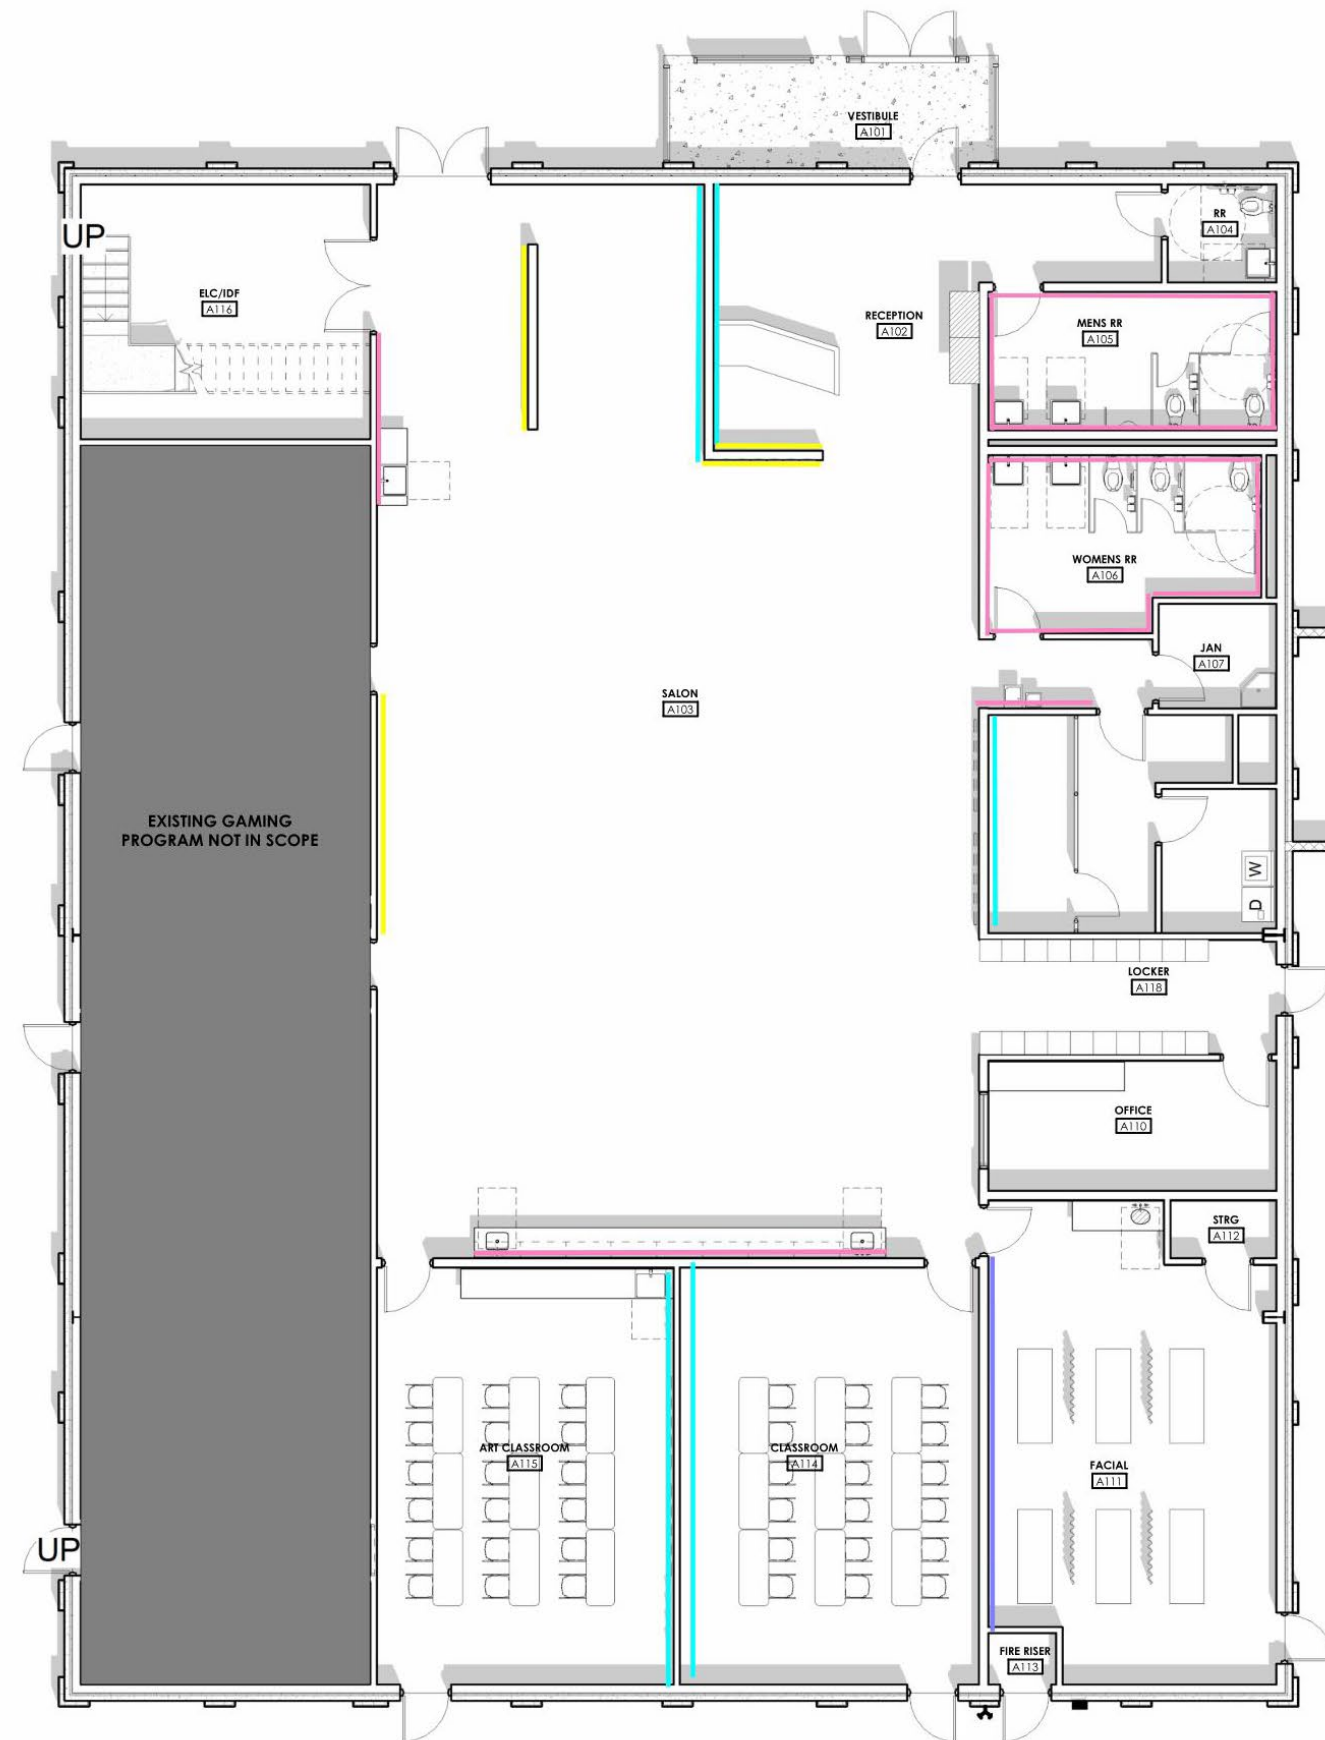 VESTIBULE
A101
UP
RR
A104
ELC/IDF
A116
RECEPTION
A102
MENS RR
A105
WOMENS RR
A106
JAN
A107
SALON
A103
EXISTING GAMING
PROGRAM NOT IN SCOPE
W
D
LOCKER
A118
OFFICE
A110
STRG
A112
ART CLASSROOM
A115
CLASSROOM
A114
FACIAL
A111
UP
FIRE RISER
A113